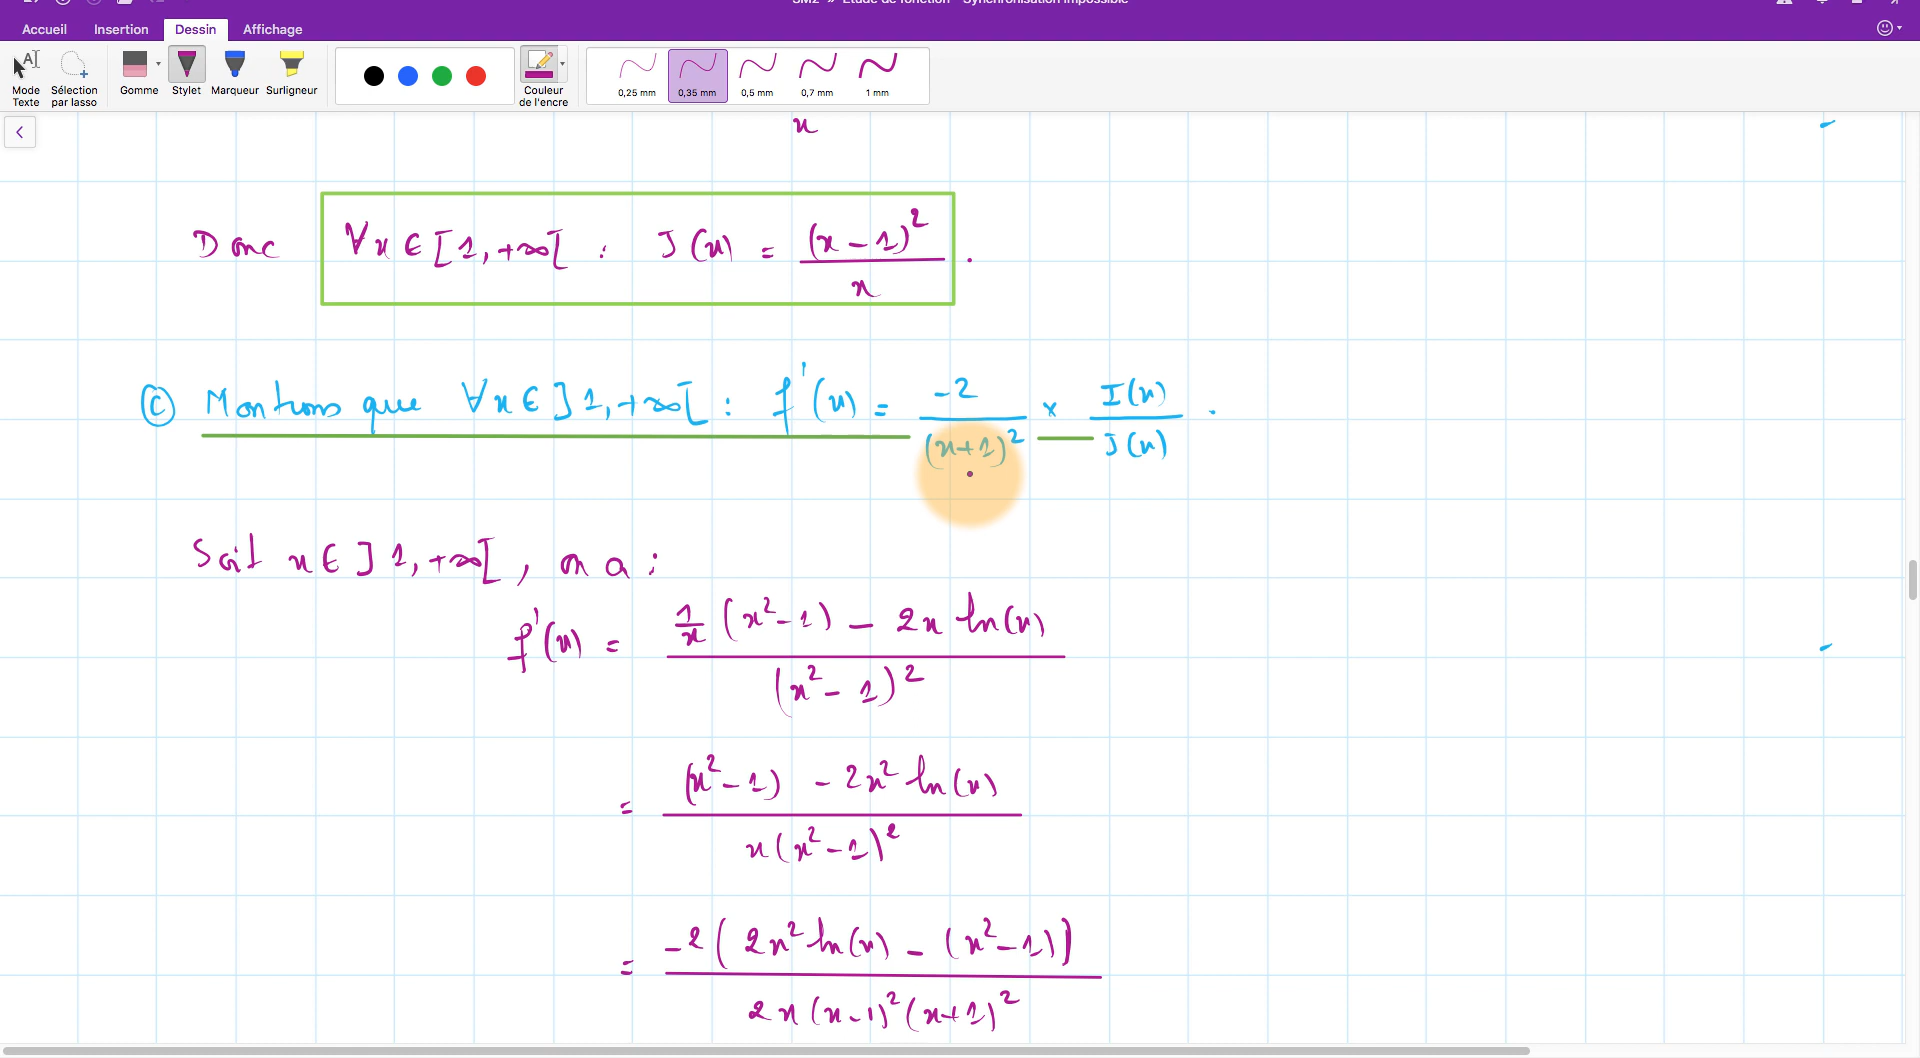 Accueil Insertion Dessin Affichage
Mode Texte
Sélection par lasso
Gomme
Stylet
Marqueur
Surligneur
Couleur de l'encre
0,25 mm
0,35 mm
0,5 mm
0,7 mm
1 mm
x
Donc ∀x ∈ [1,+∞[ : J(x) = (x-1)²/x .
ⓒ Montrons que ∀x ∈ ]1,+∞[ : f'(x) = -2/(x+1)² × I(x)/J(x) .
Soit x ∈ ]1,+∞[, on a :
f'(x) = (1/x (x²-1) - 2x ln(x))/(x²-1)²
= ((x²-1) - 2x² ln(x))/(x(x²-1)²)
= -2(2x² ln(x) - (x²-1))/(2x(x-1)²(x+1)²)